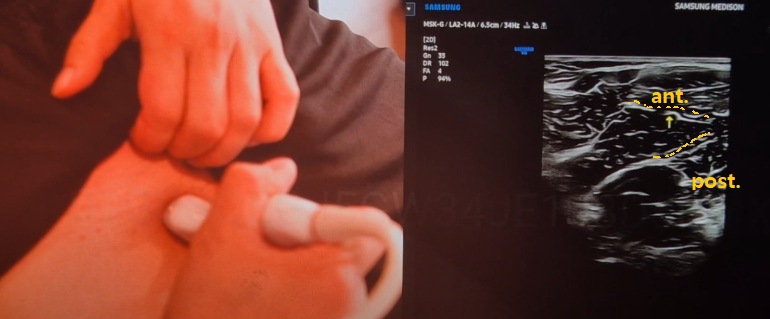 SAMSUNG
SAMSUNG MEDISON
MSK-G / LA2-14A / 6.5cm / 34Hz
[2D]
Res2
Gn 33
DR 102
FA 4
P 94%
ant.
post.